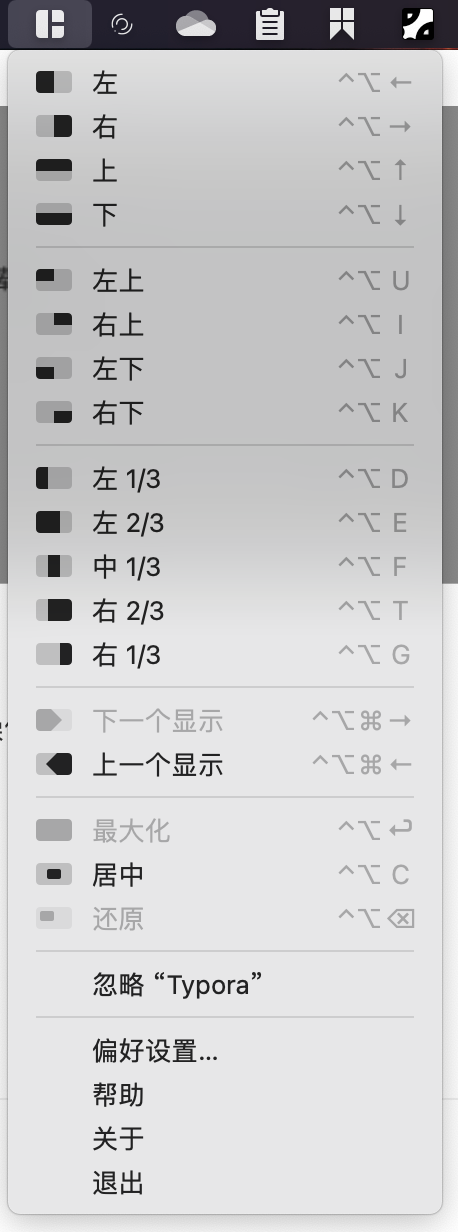 左 ^⌥ ←
右 ^⌥ →
上 ^⌥ ↑
下 ^⌥ ↓
左上 ^⌥ U
右上 ^⌥ I
左下 ^⌥ J
右下 ^⌥ K
左 1/3 ^⌥ D
左 2/3 ^⌥ E
中 1/3 ^⌥ F
右 2/3 ^⌥ T
右 1/3 ^⌥ G
下一个显示 ^⌥⌘ →
上一个显示 ^⌥⌘ ←
最大化 ^⌥ ↩
居中 ^⌥ C
还原 ^⌥ ⌫
忽略 “Typora”
偏好设置...
帮助
关于
退出